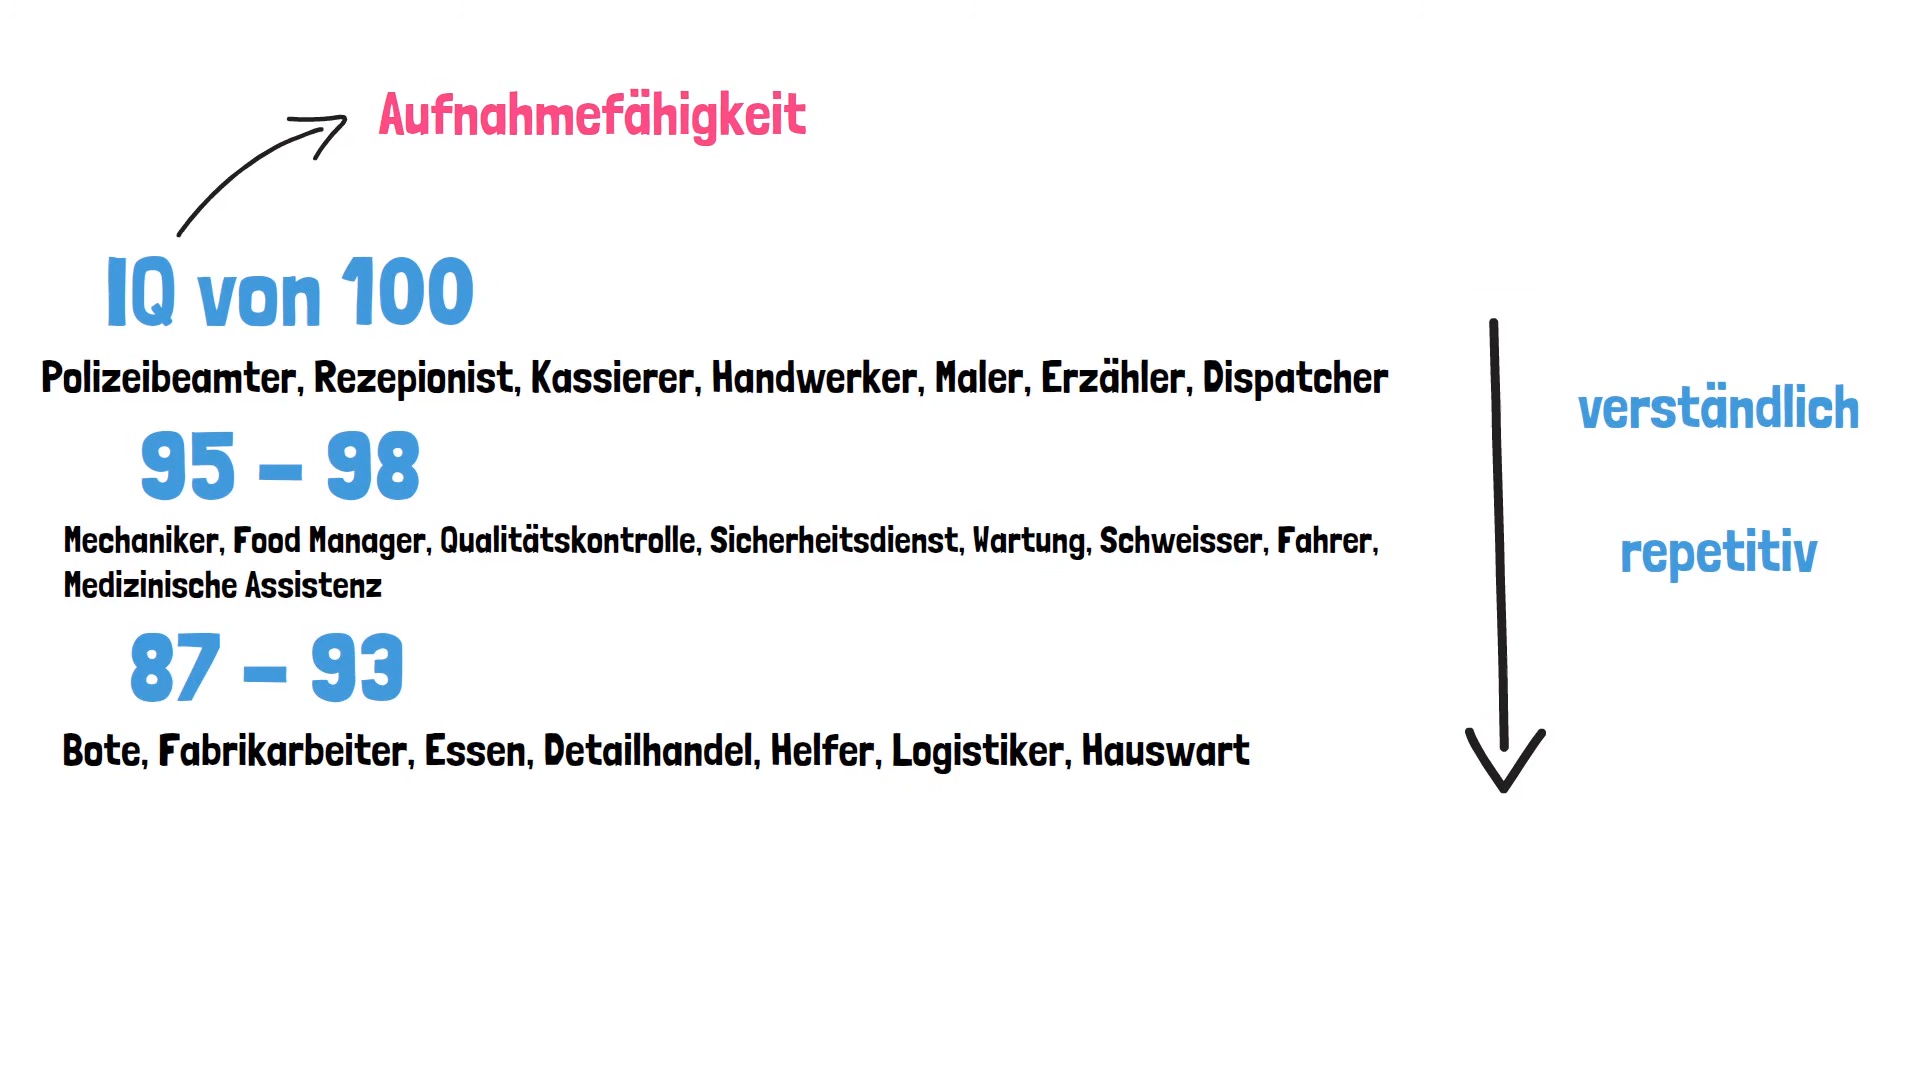 Aufnahmefähigkeit
IQ von 100
Polizeibeamter, Rezepionist, Kassierer, Handwerker, Maler, Erzähler, Dispatcher
95 – 98
Mechaniker, Food Manager, Qualitätskontrolle, Sicherheitsdienst, Wartung, Schweisser, Fahrer,
Medizinische Assistenz
87 – 93
Bote, Fabrikarbeiter, Essen, Detailhandel, Helfer, Logistiker, Hauswart
verständlich
repetitiv